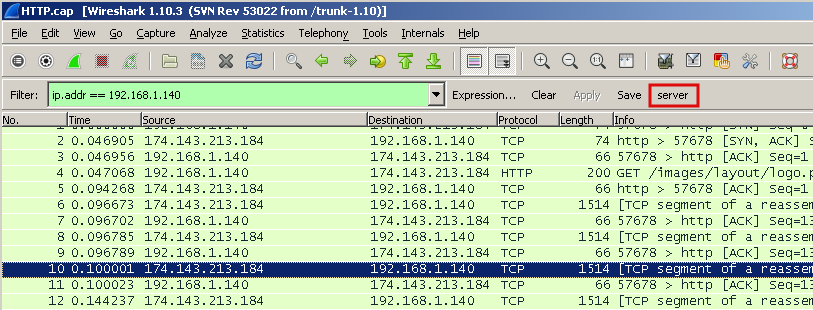 HTTP.cap [Wireshark 1.10.3 (SVN Rev 53022 from /trunk-1.10)]
File Edit View Go Capture Analyze Statistics Telephony Tools Internals Help
Filter: ip.addr == 192.168.1.140 Expression... Clear Apply Save server
No. Time Source Destination Protocol Length Info
2 0.046905 174.143.213.184 192.168.1.140 TCP 74 http > 57678 [SYN, ACK] S
3 0.046956 192.168.1.140 174.143.213.184 TCP 66 57678 > http [ACK] Seq=1
4 0.047068 192.168.1.140 174.143.213.184 HTTP 200 GET /images/layout/logo.p
5 0.094268 174.143.213.184 192.168.1.140 TCP 66 http > 57678 [ACK] Seq=1
6 0.096673 174.143.213.184 192.168.1.140 TCP 1514 [TCP segment of a reassem
7 0.096702 192.168.1.140 174.143.213.184 TCP 66 57678 > http [ACK] Seq=13
8 0.096785 174.143.213.184 192.168.1.140 TCP 1514 [TCP segment of a reassem
9 0.096789 192.168.1.140 174.143.213.184 TCP 66 57678 > http [ACK] Seq=13
10 0.100001 174.143.213.184 192.168.1.140 TCP 1514 [TCP segment of a reassem
11 0.100023 192.168.1.140 174.143.213.184 TCP 66 57678 > http [ACK] Seq=13
12 0.144237 174.143.213.184 192.168.1.140 TCP 1514 [TCP segment of a reassem